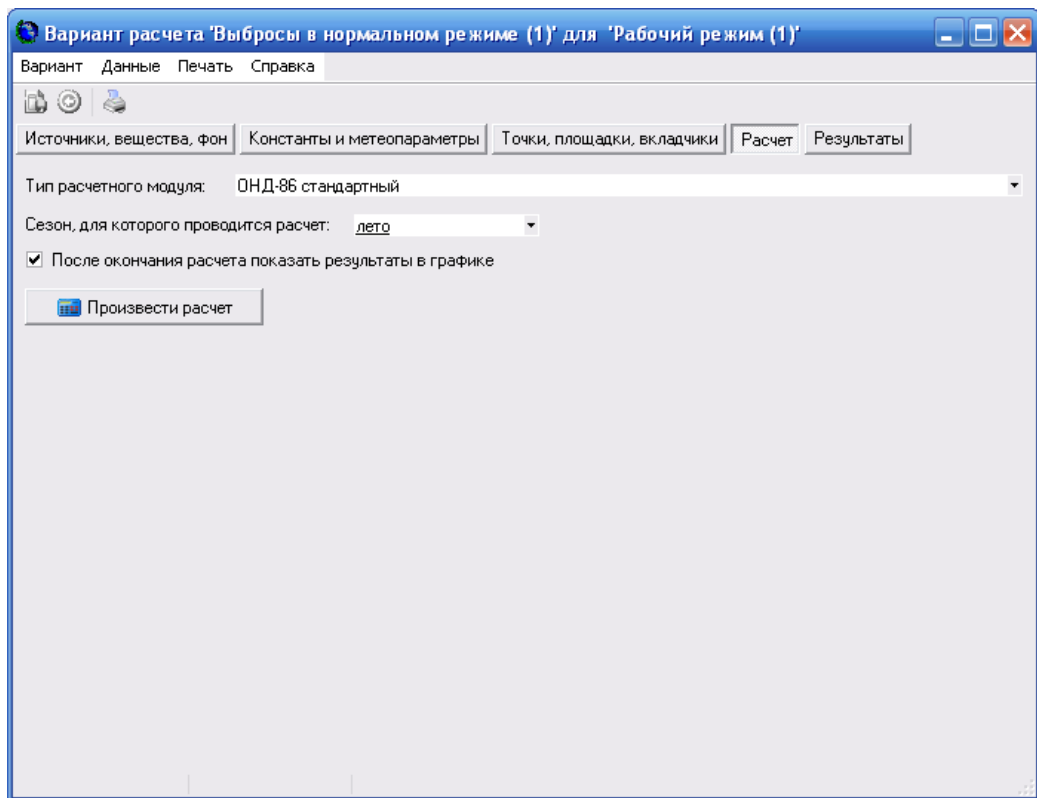 Вариант расчета 'Выбросы в нормальном режиме (1)' для 'Рабочий режим (1)'
Вариант Данные Печать Справка
Источники, вещества, фон Константы и метеопараметры Точки, площадки, вкладчики Расчет Результаты
Тип расчетного модуля: ОНД-86 стандартный
Сезон, для которого проводится расчет: лето
После окончания расчета показать результаты в графике
Произвести расчет